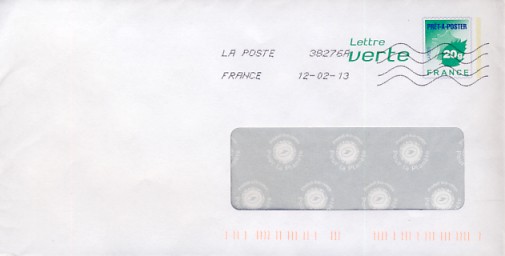 PRÊT-À-POSTER
Lettre
verte
20g
FRANCE
LA POSTE 38276A
FRANCE 12-02-13